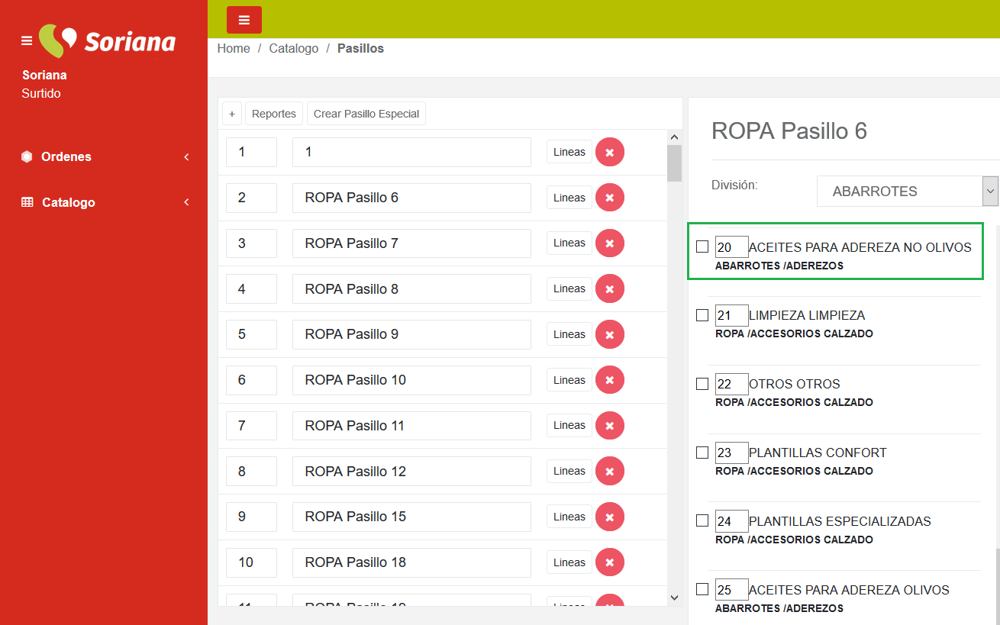 Soriana
Soriana
Surtido
Ordenes
Catalogo
Home / Catalogo / Pasillos
+ Reportes Crear Pasillo Especial
1 1 Lineas
2 ROPA Pasillo 6 Lineas
3 ROPA Pasillo 7 Lineas
4 ROPA Pasillo 8 Lineas
5 ROPA Pasillo 9 Lineas
6 ROPA Pasillo 10 Lineas
7 ROPA Pasillo 11 Lineas
8 ROPA Pasillo 12 Lineas
9 ROPA Pasillo 15 Lineas
10 ROPA Pasillo 18 Lineas
ROPA Pasillo 6
División: ABARROTES
20 ACEITES PARA ADEREZA NO OLIVOS
ABARROTES /ADEREZOS
21 LIMPIEZA LIMPIEZA
ROPA /ACCESORIOS CALZADO
22 OTROS OTROS
ROPA /ACCESORIOS CALZADO
23 PLANTILLAS CONFORT
ROPA /ACCESORIOS CALZADO
24 PLANTILLAS ESPECIALIZADAS
ROPA /ACCESORIOS CALZADO
25 ACEITES PARA ADEREZA OLIVOS
ABARROTES /ADEREZOS